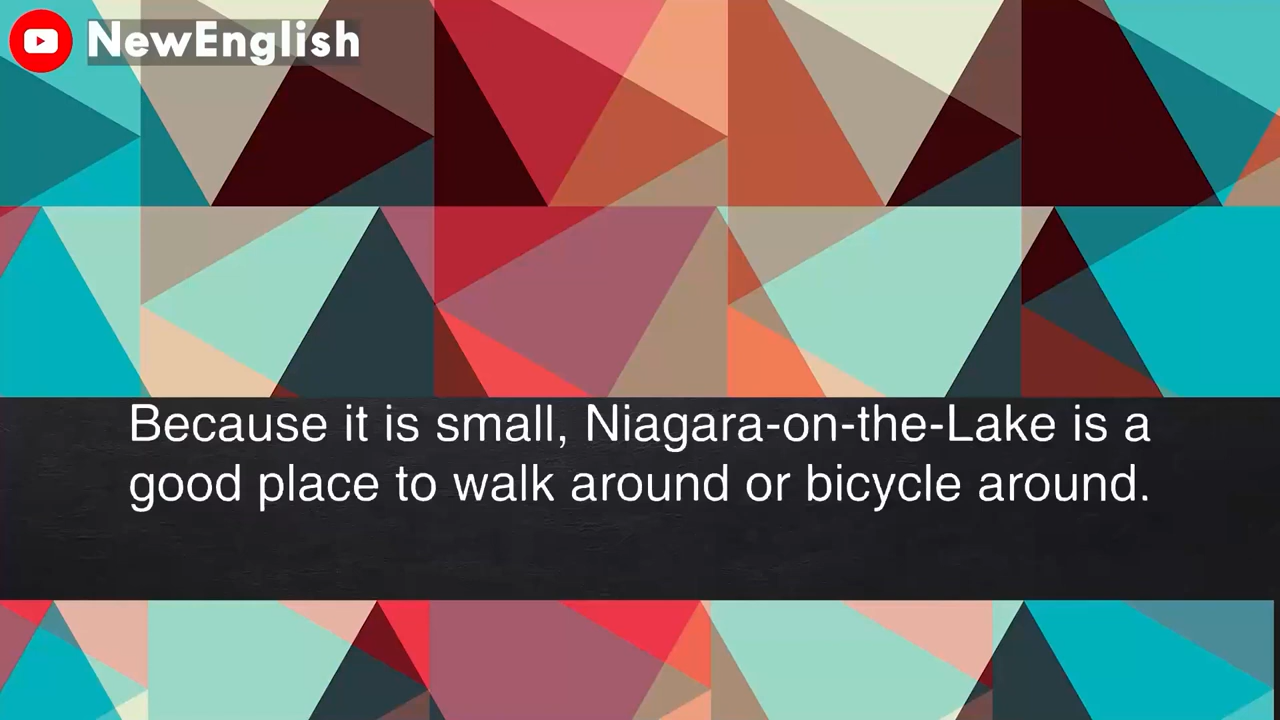 NewEnglish
Because it is small, Niagara-on-the-Lake is a
good place to walk around or bicycle around.